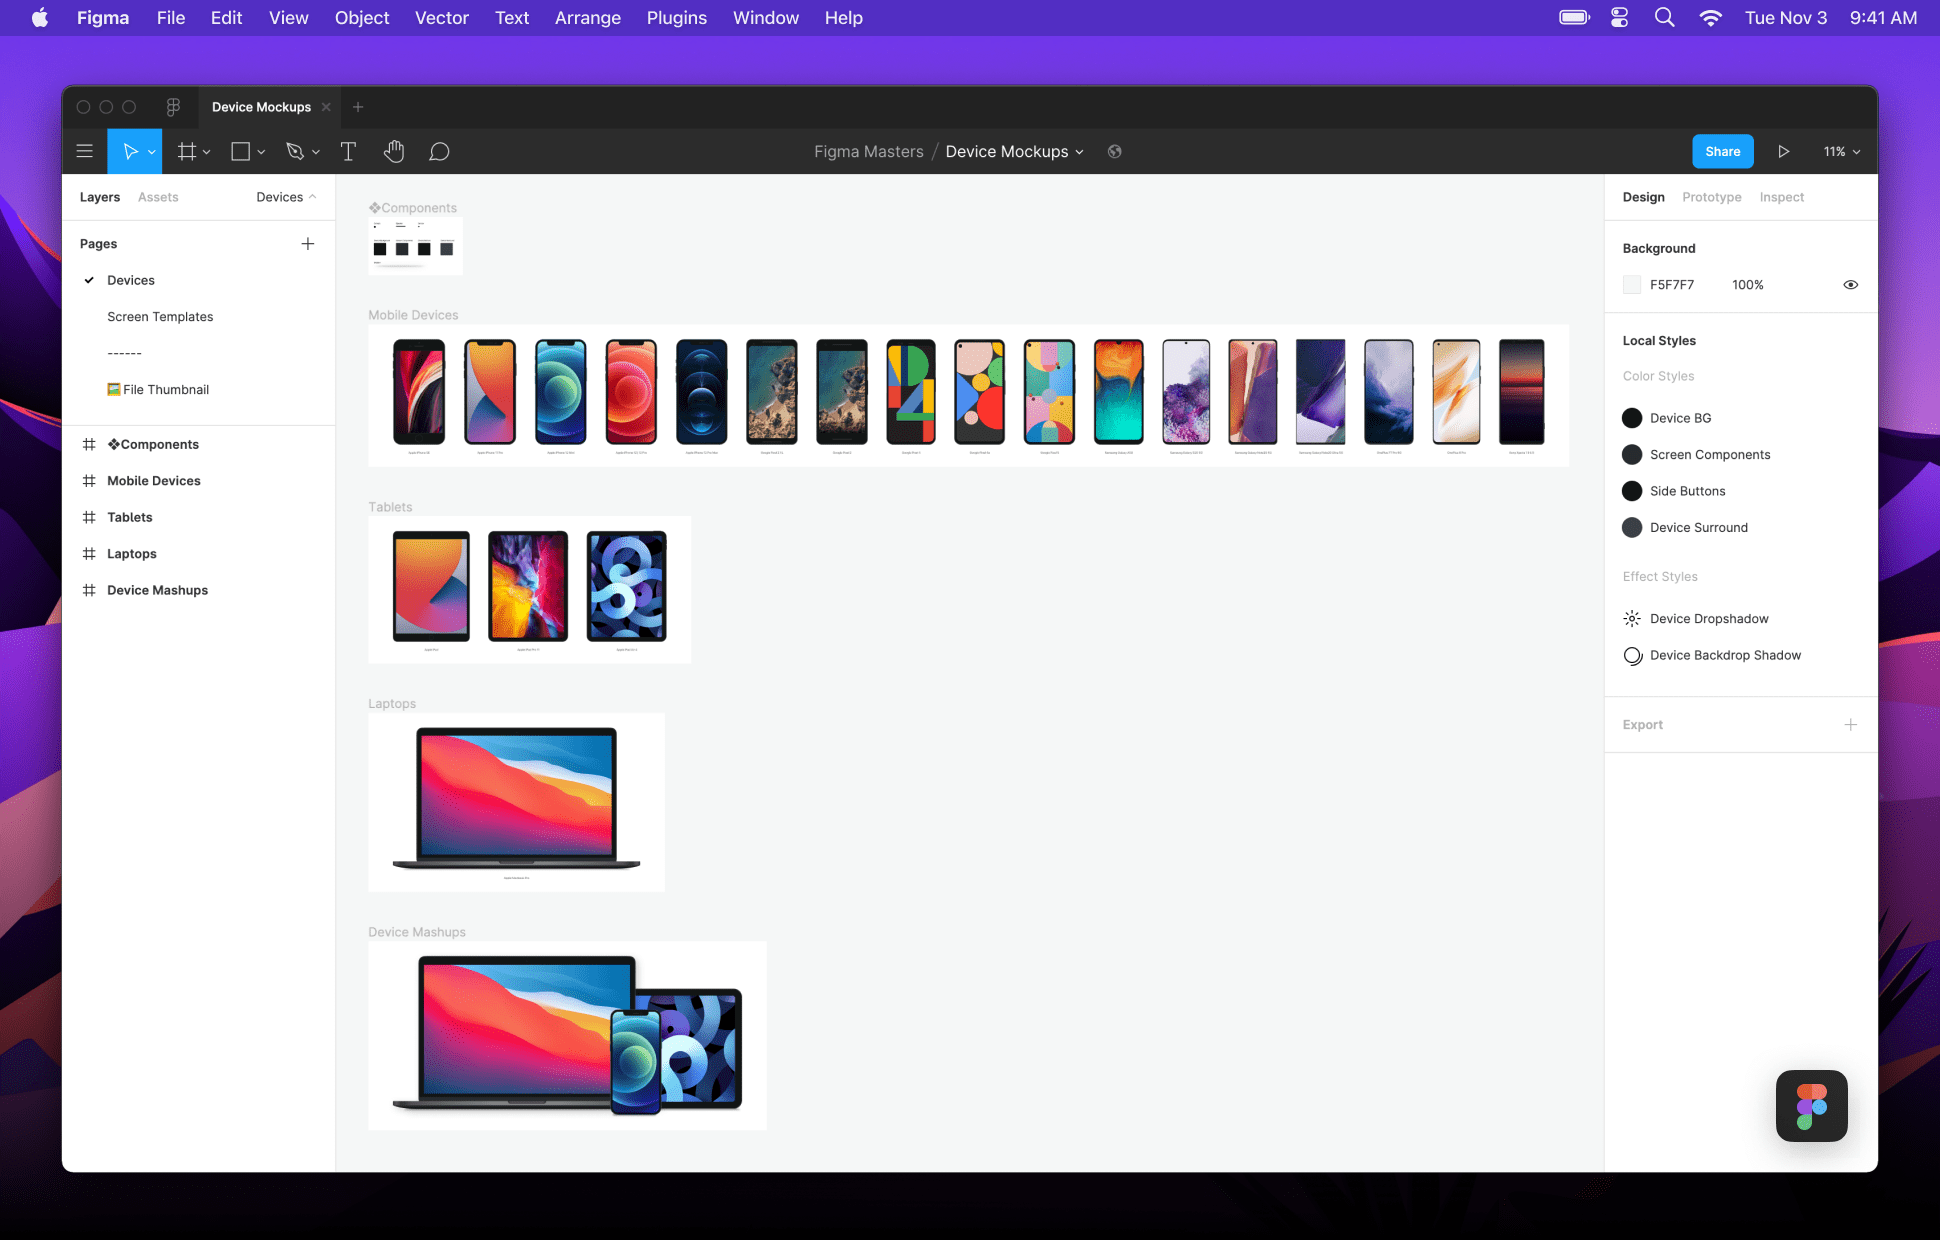 Figma File Edit View Object Vector Text Arrange Plugins Window Help Tue Nov 3 9:41 AM
Device Mockups
Figma Masters / Device Mockups Share 11%
Layers Assets Devices
Pages
Devices
Screen Templates
------
File Thumbnail
❖Components
Mobile Devices
Tablets
Laptops
Device Mashups
❖Components
Mobile Devices
Tablets
Laptops
Device Mashups
Design Prototype Inspect
Background
F5F7F7 100%
Local Styles
Color Styles
Device BG
Screen Components
Side Buttons
Device Surround
Effect Styles
Device Dropshadow
Device Backdrop Shadow
Export